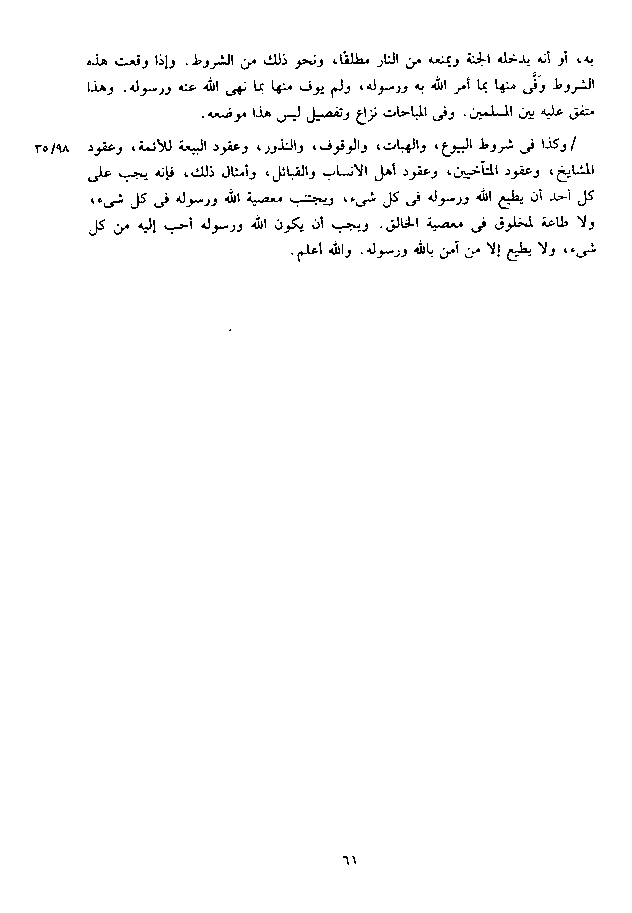 به، أو أنه يدخله الجنة ويمنعه من النار مطلقًا، ونحو ذلك من الشروط. وإذا وقعت هذه
الشروط وَفَّى منها بما أمر الله به ورسوله، ولم يوف منها بما نهى الله عنه ورسوله. وهذا
متفق عليه بين المسلمين. وفى المباحات نزاع وتفصيل ليس هذا موضعه.
/ وكذا فى شروط البيوع، والهبات، والوقوف، والنذور، وعقود البيعة للأئمة، وعقود ٣٥/٩٨
المشايخ، وعقود المتآخيين، وعقود أهل الأنساب والقبائل، وأمثال ذلك، فإنه يجب على
كل أحد أن يطيع الله ورسوله فى كل شىء، ويجتنب معصية الله ورسوله فى كل شىء،
ولا طاعة لمخلوق فى معصية الخالق. ويجب أن يكون الله ورسوله أحب إليه من كل
شىء، ولا يطيع إلا من آمن بالله ورسوله. والله أعلم.
٦١